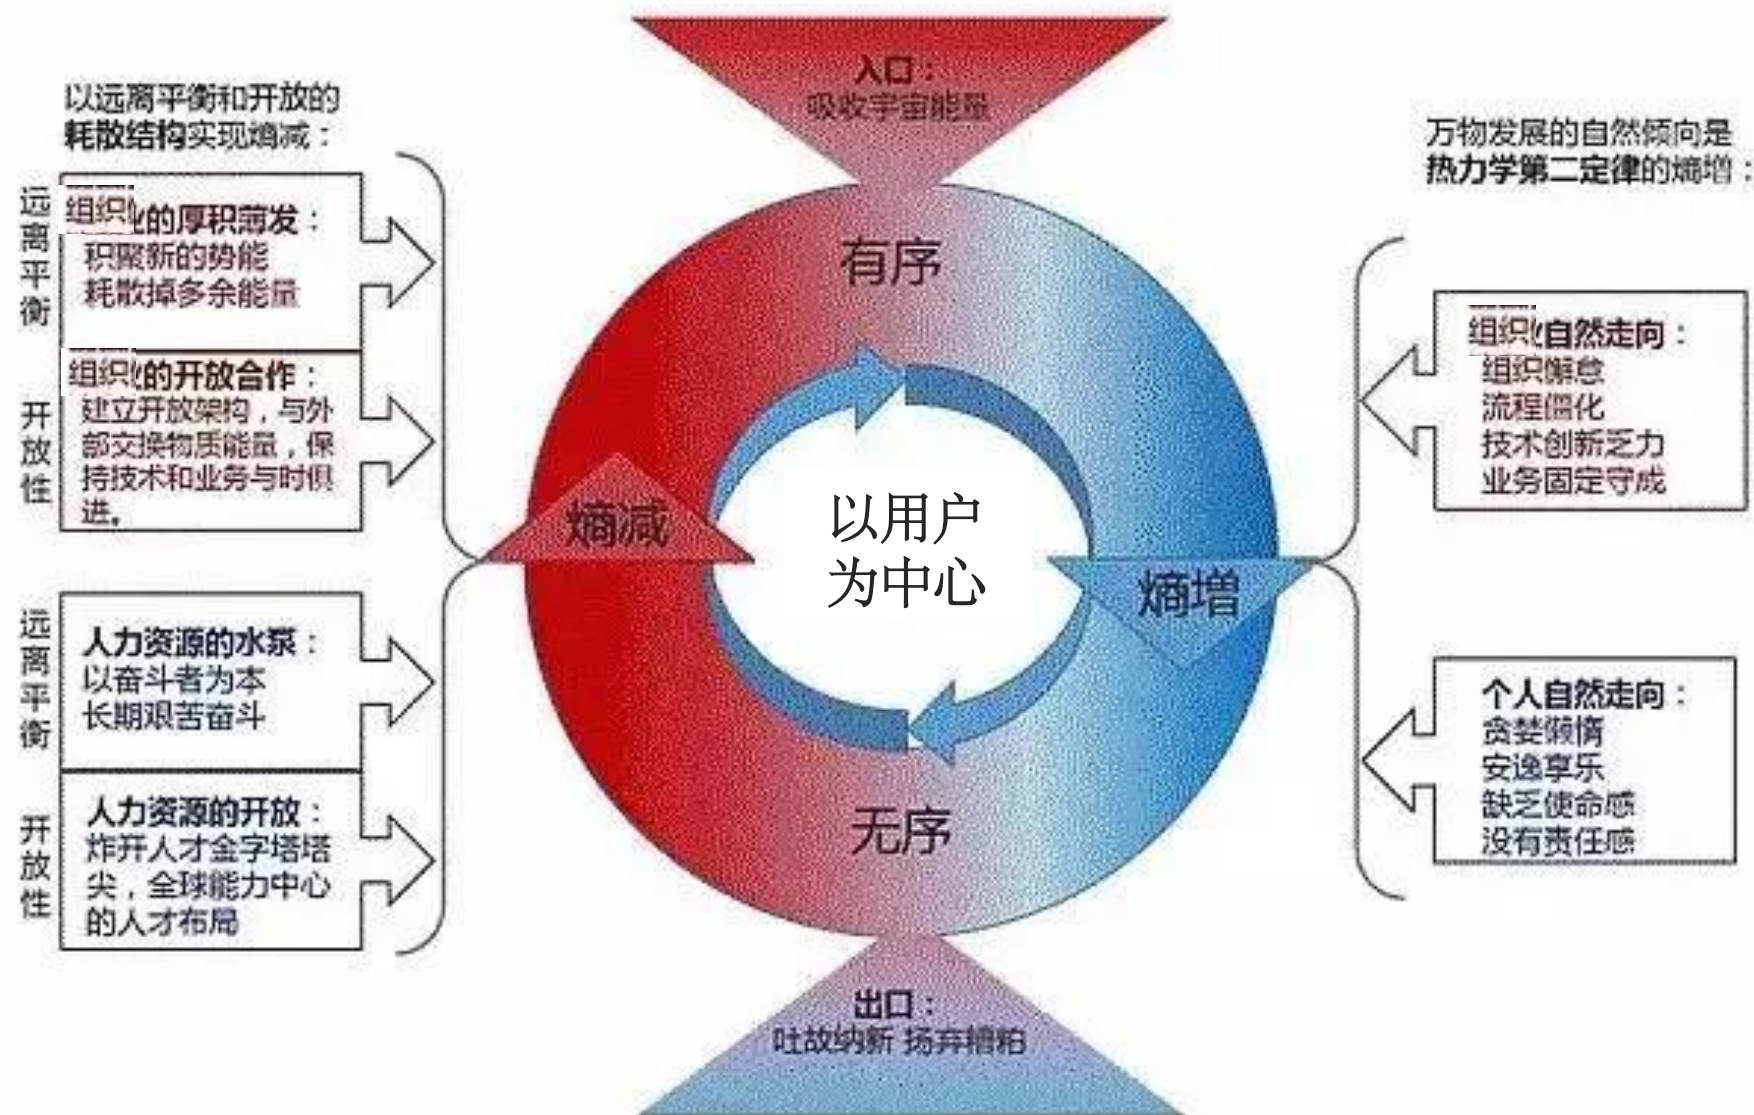 入口：
吸收宇宙能量
以远离平衡和开放的
耗散结构实现熵减：
远离平衡
组织的厚积薄发：
积聚新的势能
耗散掉多余能量
开放性
组织的开放合作：
建立开放架构，与外
部交换物质能量，保
持技术和业务与时俱
进。
远离平衡
人力资源的水泵：
以奋斗者为本
长期艰苦奋斗
开放性
人力资源的开放：
炸开人才金字塔塔
尖，全球能力中心
的人才布局
有序
熵减
以用户
为中心
熵增
无序
万物发展的自然倾向是
热力学第二定律的熵增：
组织自然走向：
组织懈怠
流程僵化
技术创新乏力
业务固定守成
个人自然走向：
贪婪懒惰
安逸享乐
缺乏使命感
没有责任感
出口：
吐故纳新 扬弃糟粕